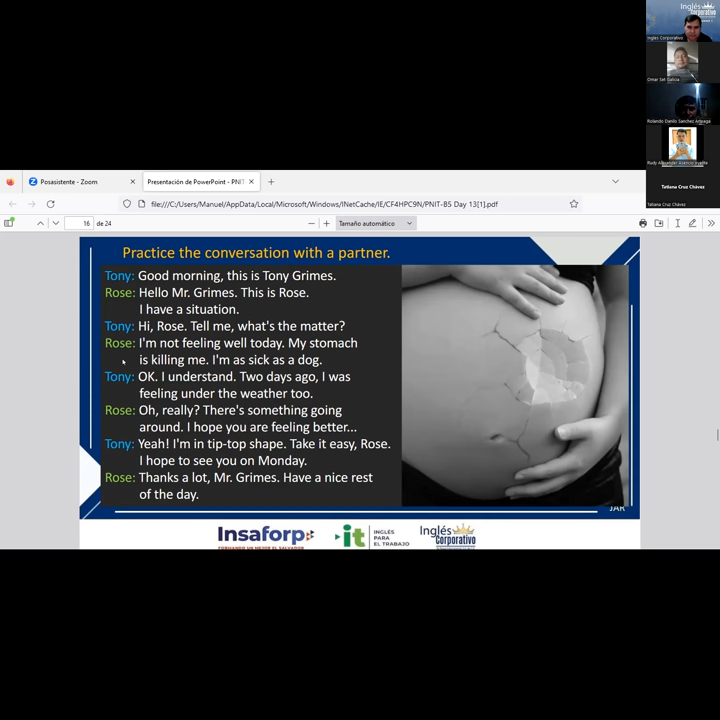 Inglés
Corporativo
Ingles Corporativo
Omar Set Galicia
Rolando Danilo Sanchez Arteaga
Tatiana Cruz Chávez
Tatiana Cruz Chávez
Posasistente - Zoom
Presentación de PowerPoint - PNIT
file:///C:/Users/Manuel/AppData/Local/Microsoft/Windows/INetCache/IE/CF4HPC9N/PNIT-B5 Day 13[1].pdf
16 de 24
Tamaño automático
Practice the conversation with a partner.
Tony: Good morning, this is Tony Grimes.
Rose: Hello Mr. Grimes. This is Rose.
I have a situation.
Tony: Hi, Rose. Tell me, what's the matter?
Rose: I'm not feeling well today. My stomach
is killing me. I'm as sick as a dog.
Tony: OK. I understand. Two days ago, I was
feeling under the weather too.
Rose: Oh, really? There's something going
around. I hope you are feeling better...
Tony: Yeah! I'm in tip-top shape. Take it easy, Rose.
I hope to see you on Monday.
Rose: Thanks a lot, Mr. Grimes. Have a nice rest
of the day.
JAR
Insaforp
FORMANDO UN MEJOR EL SALVADOR
it
INGLÉS
PARA
EL TRABAJO
Inglés
Corporativo